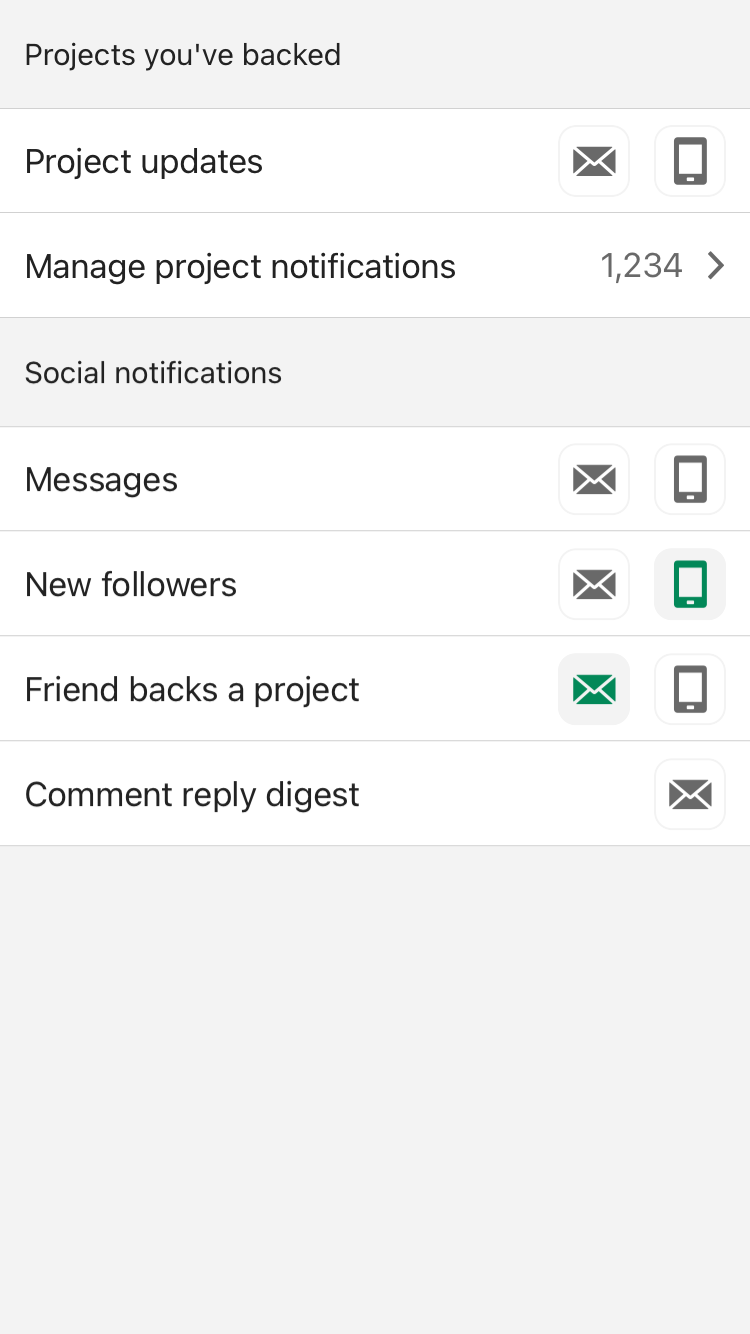 Projects you've backed
Project updates
Manage project notifications 1,234
Social notifications
Messages
New followers
Friend backs a project
Comment reply digest